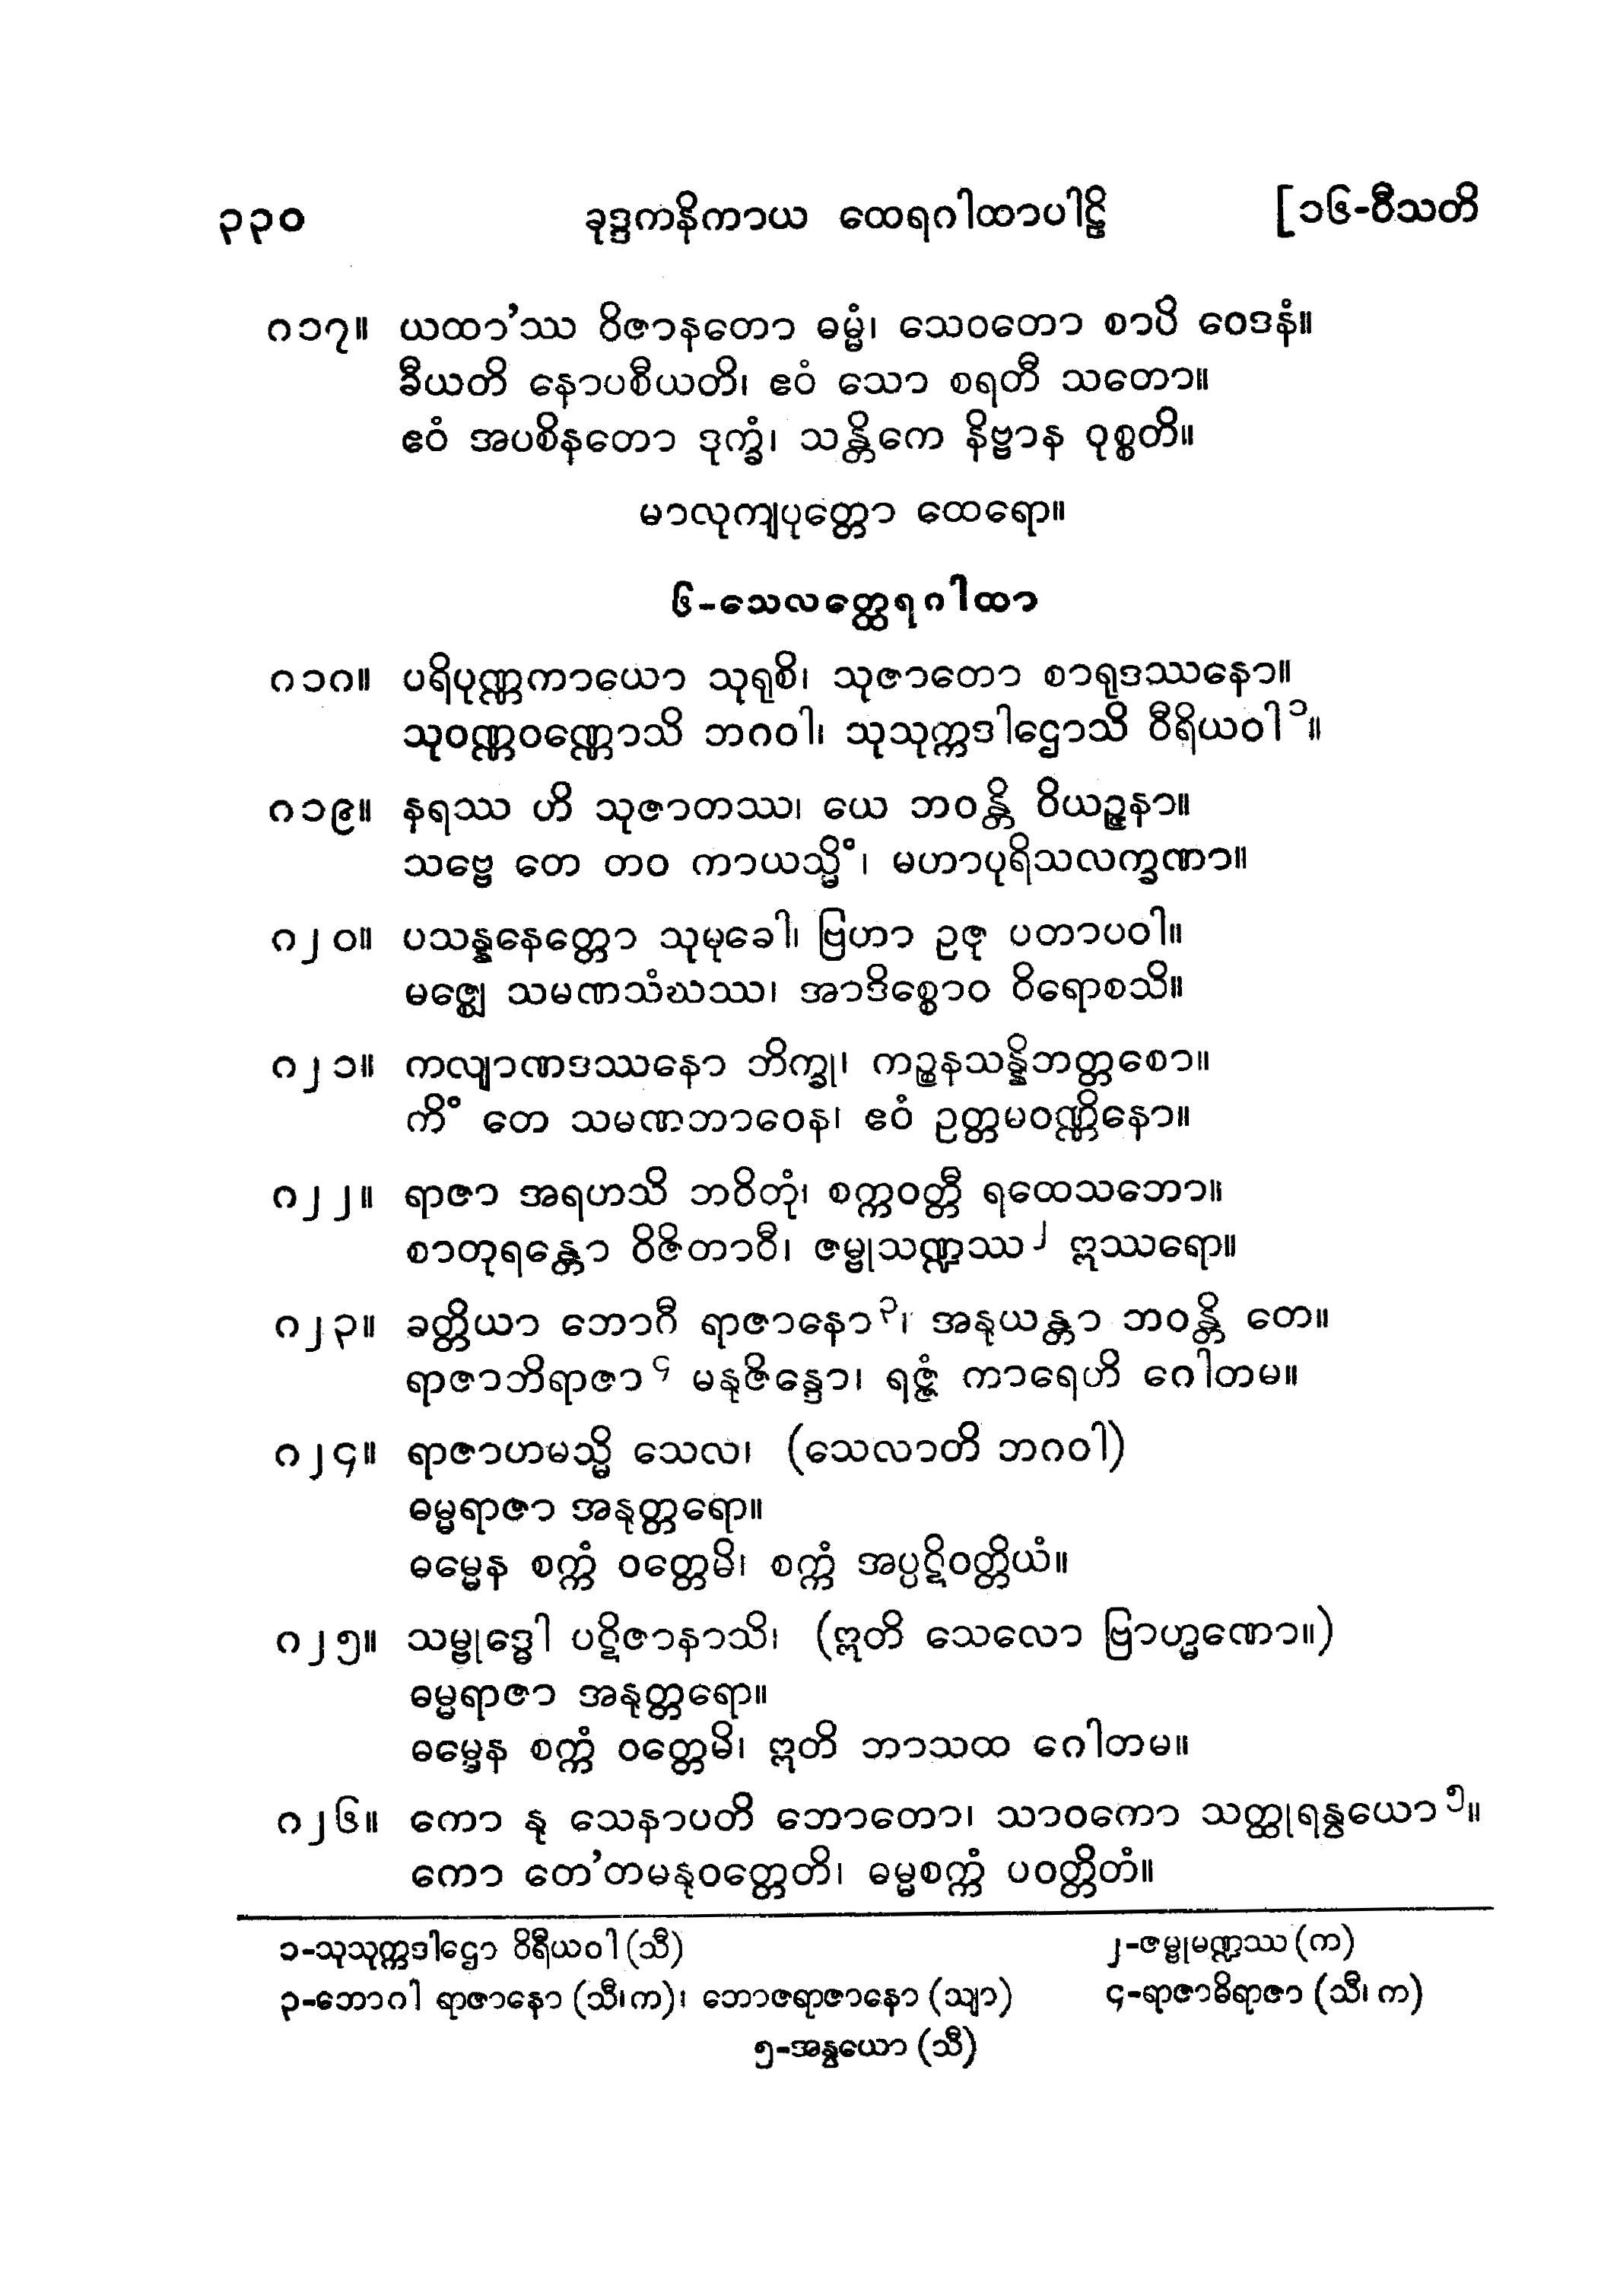 ၃၃၀ ခုဒ္ဒကနိကာယ ထေရဂါထာပါဠိ [၁၆-ဝီသတိ
၈၁၇။ ယထာ’ဿ ဝိဇာနတော ဓမ္မံ၊ သေဝတော စာပိ ဝေဒနံ။
ခီယတိ နောပစီယတိ၊ ဧဝံ သော စရတီ သတော။
ဧဝံ အပစိနတော ဒုက္ခံ၊ သန္တိကေ နိဗ္ဗာန ဝုစ္စတိ။
မာလုကျပုတ္တော ထေရော။
၆-သေလတ္ထေရဂါထာ
၈၁၈။ ပရိပုဏ္ဏကာယော သုရုစိ၊ သုဇာတော စာရုဒဿနော။
သုဝဏ္ဏဝဏ္ဏောသိ ဘဂဝါ၊ သုသုက္ကဒါဌောသိ ဝီရိယဝါ၁။
၈၁၉။ နရဿ ဟိ သုဇာတဿ၊ ယေ ဘဝန္တိ ဝိယဉ္ဇနာ။
သဗ္ဗေ တေ တဝ ကာယသ္မိံ၊ မဟာပုရိသလက္ခဏာ။
၈၂၀။ ပသန္နနေတ္တော သုမုခေါ၊ ဗြဟာ ဥဇု ပတာပဝါ။
မဇ္ဈေ သမဏသံဃဿ၊ အာဒိစ္စောဝ ဝိရောစသိ။
၈၂၁။ ကလျာဏဒဿနော ဘိက္ခု၊ ကဉ္စနသန္နိဘတ္တစော။
ကိံ တေ သမဏဘာဝေန၊ ဧဝံ ဥတ္တမဝဏ္ဏိနော။
၈၂၂။ ရာဇာ အရဟသိ ဘဝိတုံ၊ စက္ကဝတ္တီ ရထေသဘော။
စာတုရန္တော ဝိဇိတာဝီ၊ ဇမ္ဗုသဏ္ဍဿ၂ ဣဿရော။
၈၂၃။ ခတ္တိယာ ဘောဂီ ရာဇာနော၃၊ အနုယန္တာ ဘဝန္တိ တေ။
ရာဇာဘိရာဇာ၄ မနုဇိန္ဒော၊ ရဇ္ဇံ ကာရေဟိ ဂေါတမ။
၈၂၄။ ရာဇာဟမသ္မိ သေလ၊ (သေလာတိ ဘဂဝါ)
ဓမ္မရာဇာ အနုတ္တရော။
ဓမ္မေန စက္ကံ ဝတ္တေမိ၊ စက္ကံ အပ္ပဋိဝတ္တိယံ။
၈၂၅။ သမ္ဗုဒ္ဓေါ ပဋိဇာနာသိ၊ (ဣတိ သေလော ဗြာဟ္မဏော။)
ဓမ္မရာဇာ အနုတ္တရော။
ဓမ္မေန စက္ကံ ဝတ္တေမိ၊ ဣတိ ဘာသထ ဂေါတမ။
၈၂၆။ ကော နု သေနာပတိ ဘောတော၊ သာဝကော သတ္ထုရန္ဝယော၅။
ကော တေ’တမနုဝတ္တေတိ၊ ဓမ္မစက္ကံ ပဝတ္တိတံ။
၁-သုသုက္ကဒါဌော ဝိရီယဝါ (သီ) ၂-ဇမ္ဗုမဏ္ဍဿ (က)
၃-ဘောဂါ ရာဇာနော (သီ၊က)၊ ဘောဇရာဇာနော (သျာ) ၄-ရာဇာဓိရာဇာ (သီ၊ က)
၅-အန္ဝယော (သီ)